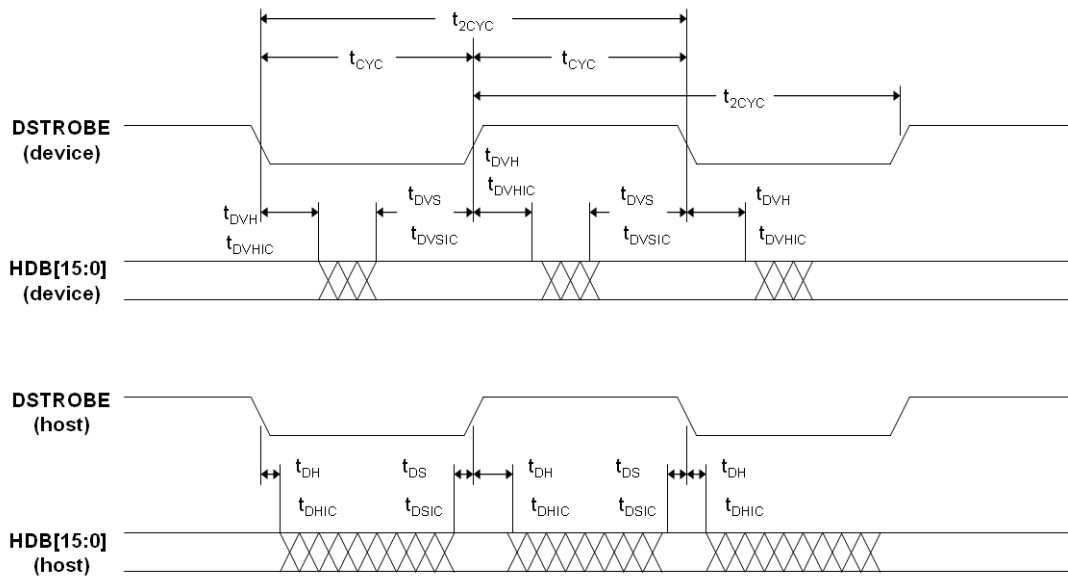 t2CYC
tCYC tCYC
t2CYC
DSTROBE
(device)
tDVH
tDVHIC
tDVS tDVS tDVH
tDVH
tDVSIC tDVSIC tDVHIC
tDVHIC
HDB[15:0]
(device)
DSTROBE
(host)
tDH tDS tDH tDS tDH
tDHIC tDSIC tDHIC tDSIC tDHIC
HDB[15:0]
(host)